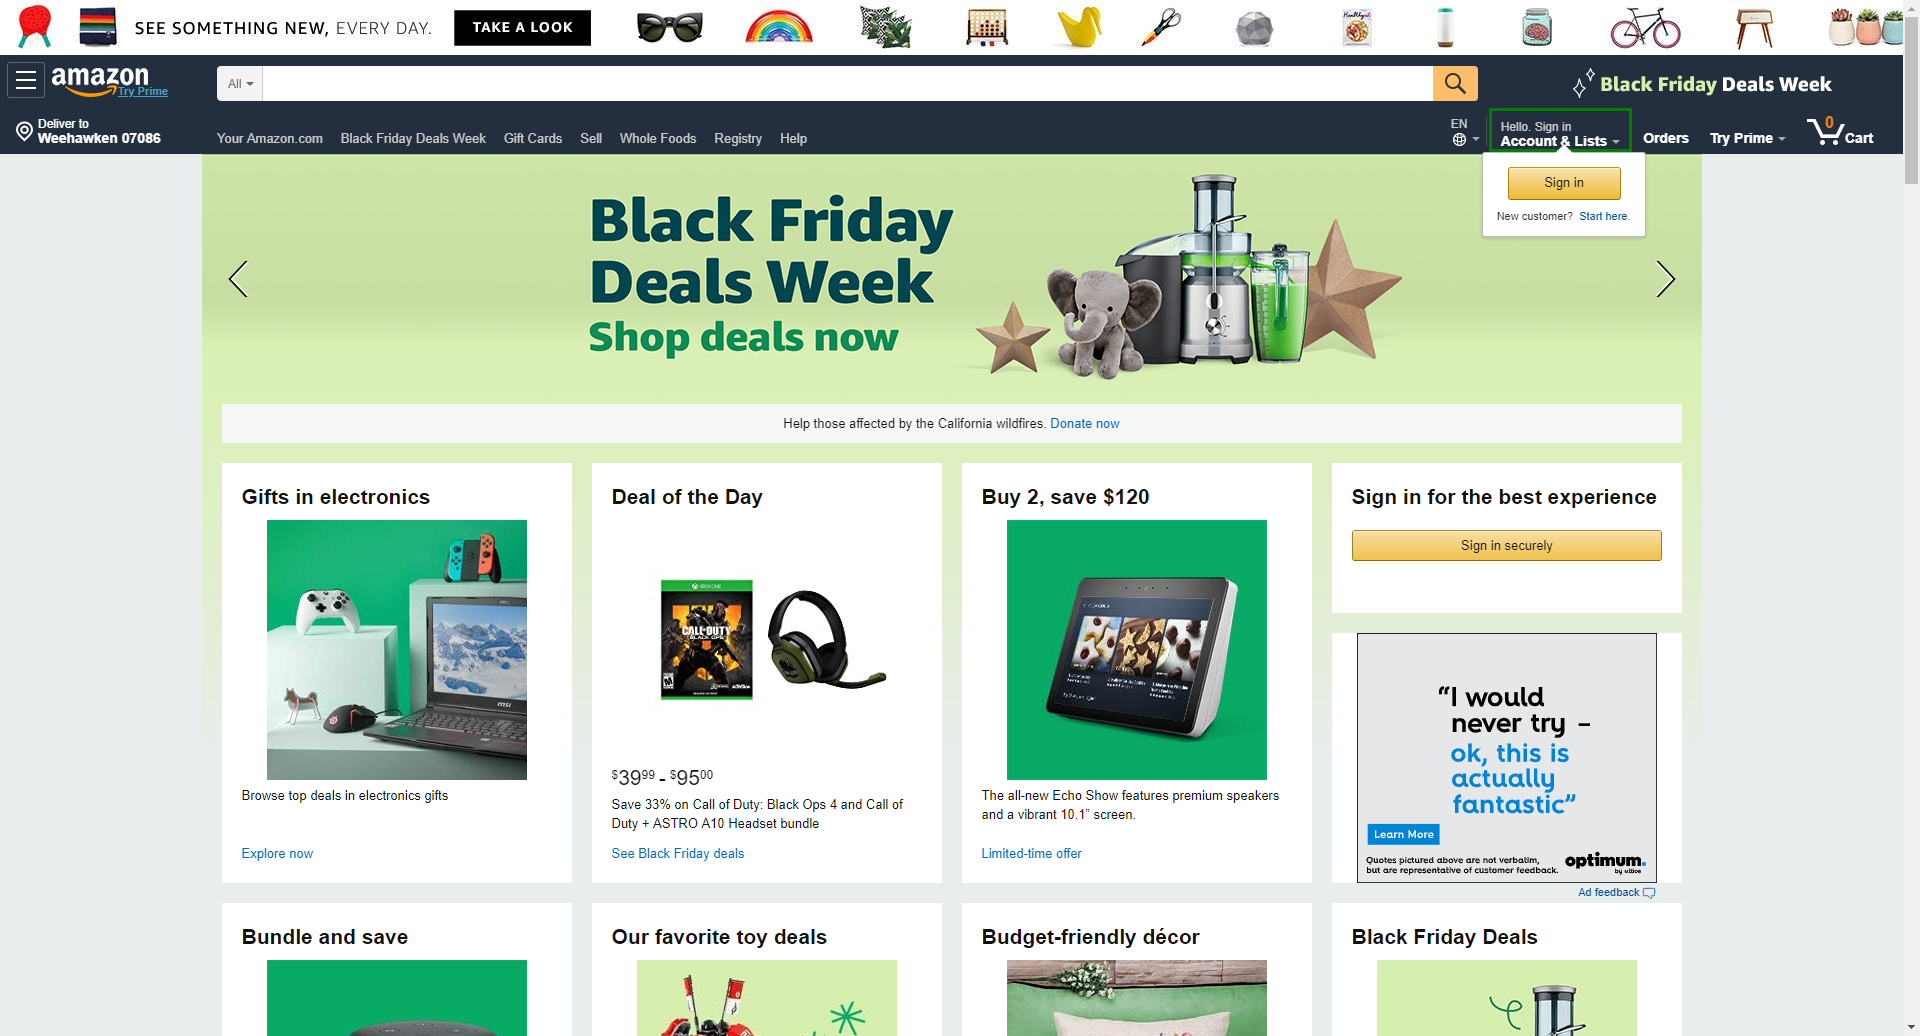 SEE SOMETHING NEW, EVERY DAY.
TAKE A LOOK
amazon
Try Prime
All
Black Friday Deals Week
Deliver to
Weehawken 07086
Your Amazon.com
Black Friday Deals Week
Gift Cards
Sell
Whole Foods
Registry
Help
EN
Hello. Sign in
Account & Lists
Orders
Try Prime
0
Cart
Sign in
New customer? Start here.
Black Friday
Deals Week
Shop deals now
Help those affected by the California wildfires. Donate now
Gifts in electronics
msi
Browse top deals in electronics gifts
Explore now
Deal of the Day
XBOX ONE
CALL OF DUTY
BLACK OPS
$39.99 - $95.00
Save 33% on Call of Duty: Black Ops 4 and Call of
Duty + ASTRO A10 Headset bundle
See Black Friday deals
Buy 2, save $120
The all-new Echo Show features premium speakers
and a vibrant 10.1” screen.
Limited-time offer
Sign in for the best experience
Sign in securely
“I would
never try –
ok, this is
actually
fantastic”
Learn More
Quotes pictured above are not verbatim,
but are representative of customer feedback.
optimum.
by altice
Ad feedback
Bundle and save
Our favorite toy deals
Budget-friendly décor
Black Friday Deals